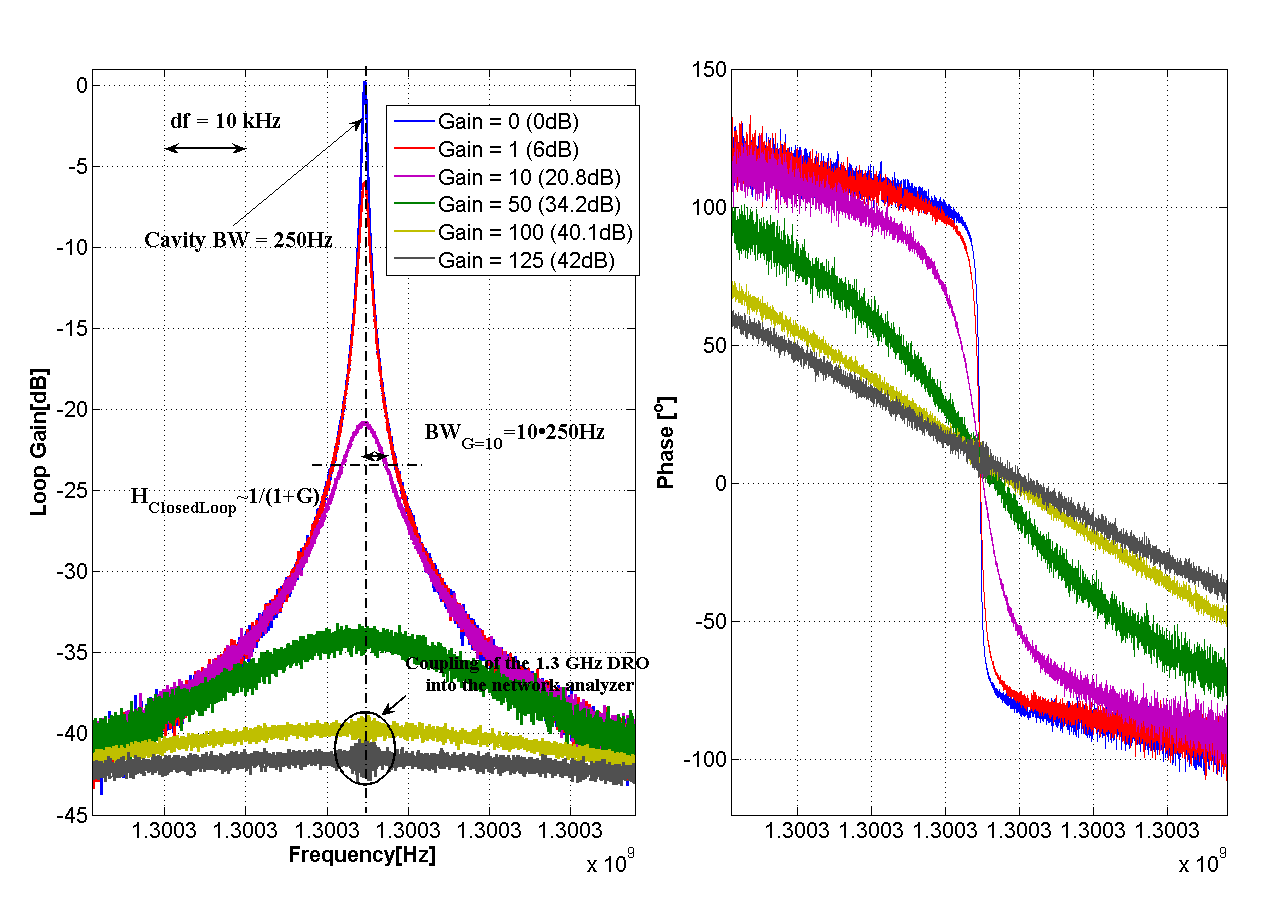 0
-5
-10
-15
-20
-25
-30
-35
-40
-45
Loop Gain[dB]
df = 10 kHz
Cavity BW = 250Hz
Gain = 0 (0dB)
Gain = 1 (6dB)
Gain = 10 (20.8dB)
Gain = 50 (34.2dB)
Gain = 100 (40.1dB)
Gain = 125 (42dB)
BWG=10=10•250Hz
HClosedLoop~1/(1+G)
Coupling of the 1.3 GHz DRO
into the network analyzer
1.3003 1.3003 1.3003 1.3003 1.3003 1.3003
Frequency[Hz]
x 10^9
150
100
50
0
-50
-100
Phase [o]
1.3003 1.3003 1.3003 1.3003 1.3003 1.3003
x 10^9